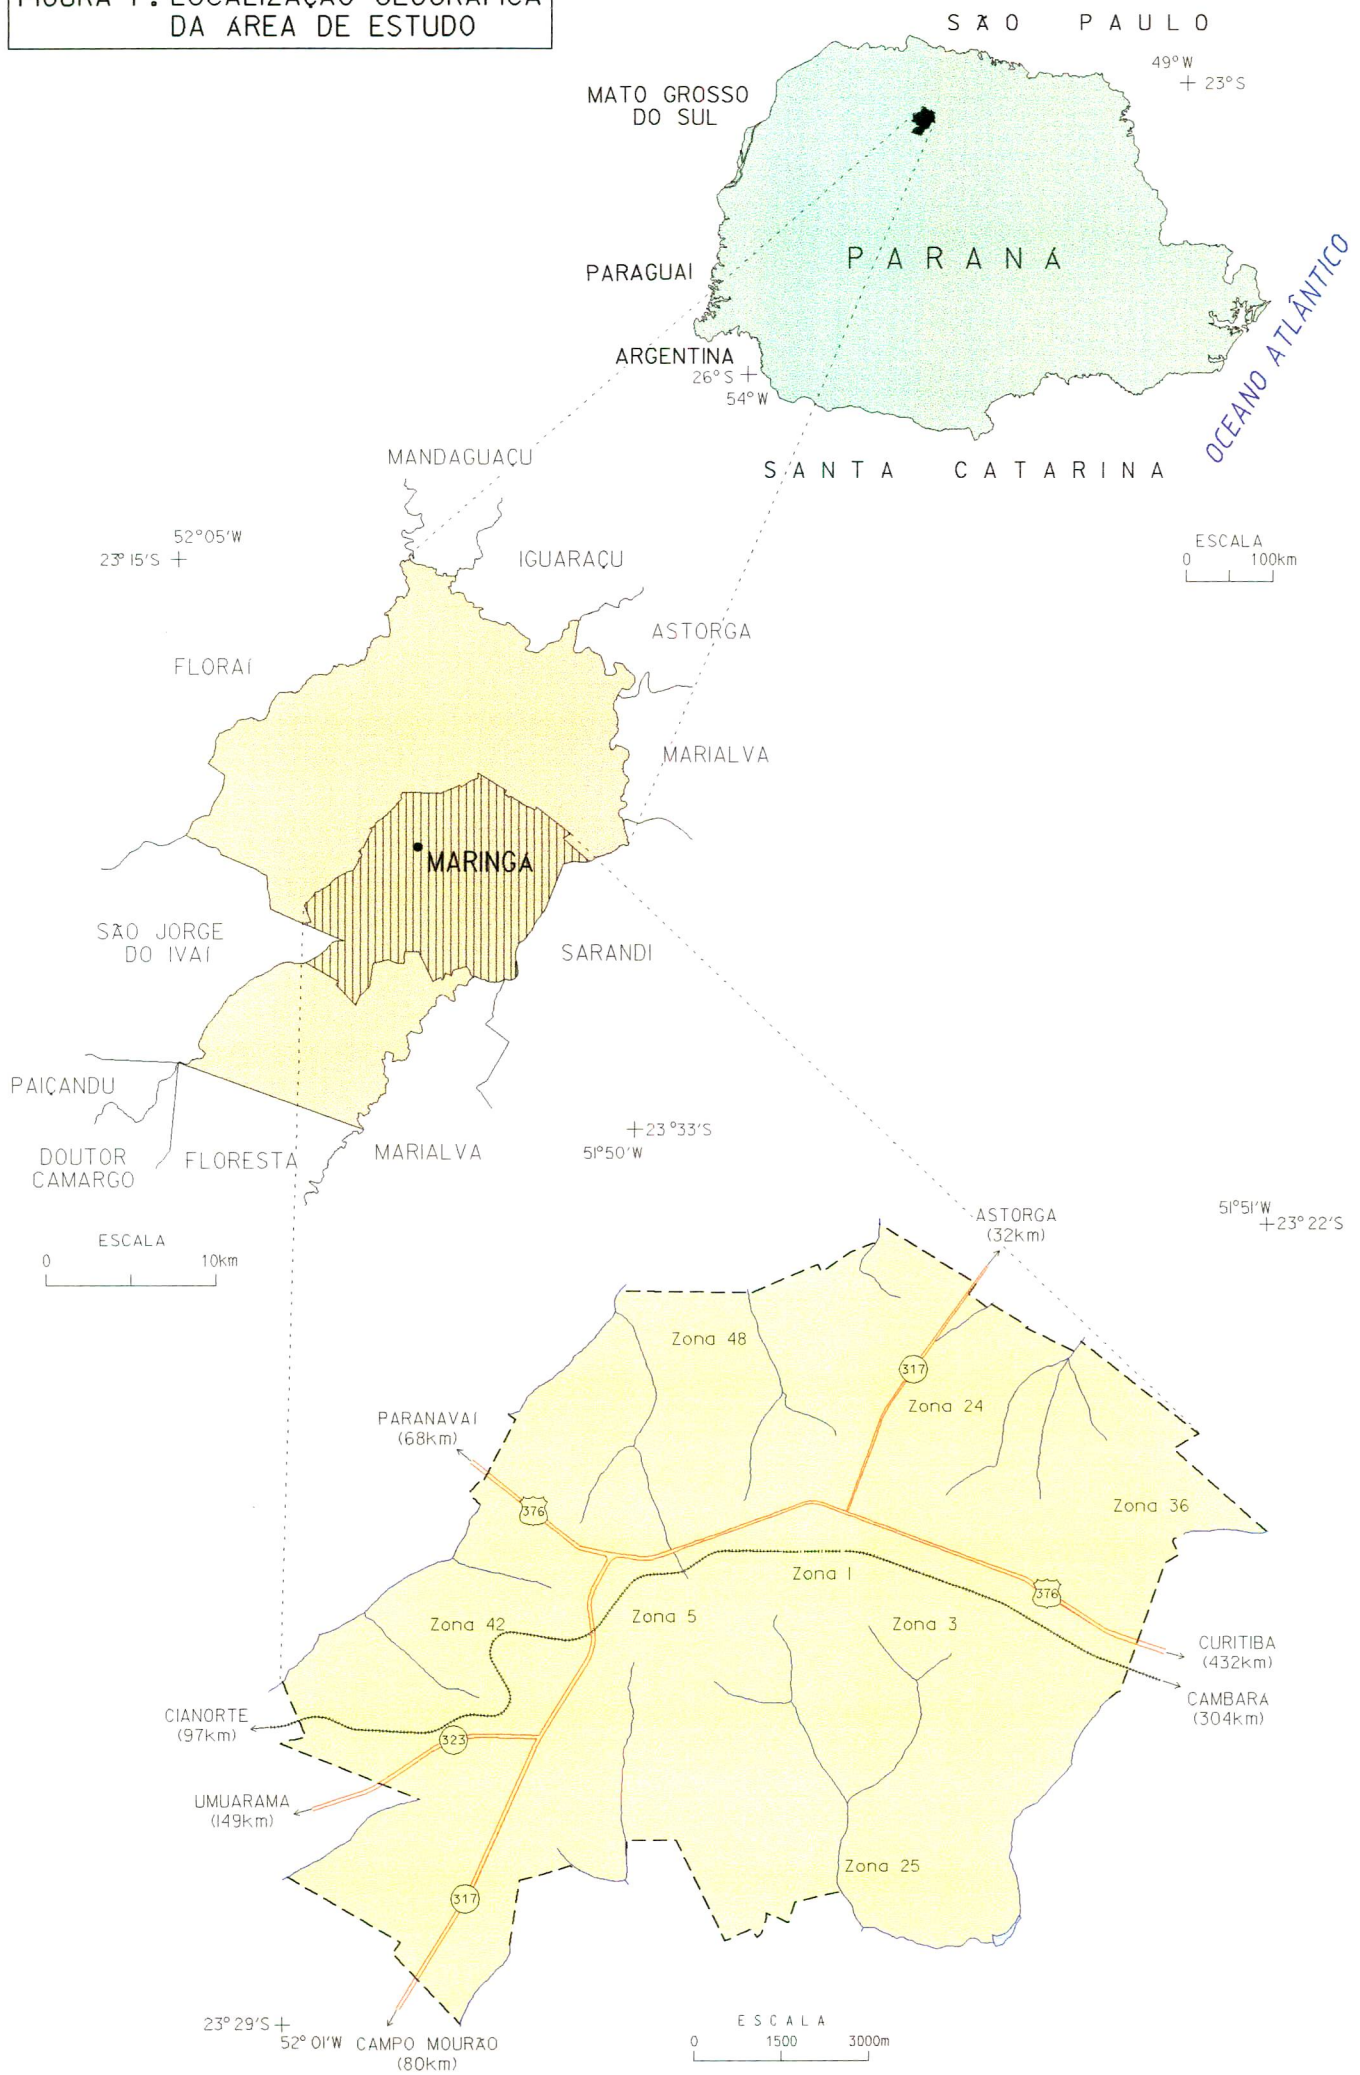 FIGURA 1: LOCALIZAÇÃO GEOGRÁFICA
DA ÁREA DE ESTUDO
SÃO PAULO
49°W
23°S
MATO GROSSO
DO SUL
PARANÁ
PARAGUAI
OCEANO ATLÂNTICO
ARGENTINA
26°S
54°W
SANTA CATARINA
ESCALA
0 100km
MANDAGUAÇU
52°05'W
23°15'S
IGUARAÇU
ASTORGA
FLORAÍ
MARIALVA
MARINGÁ
SÃO JORGE
DO IVAÍ
SARANDI
PAIÇANDU
DOUTOR
CAMARGO
FLORESTA
MARIALVA
23°33'S
51°50'W
ESCALA
0 10km
51°51'W
23°22'S
ASTORGA
(32km)
Zona 48
317
Zona 24
PARANAVAÍ
(68km)
376
Zona 36
Zona 1
376
Zona 42
Zona 5
Zona 3
CURITIBA
(432km)
CAMBARA
(304km)
CIANORTE
(97km)
323
UMUARAMA
(149km)
Zona 25
317
23°29'S
52°01'W
CAMPO MOURÃO
(80km)
ESCALA
0 1500 3000m